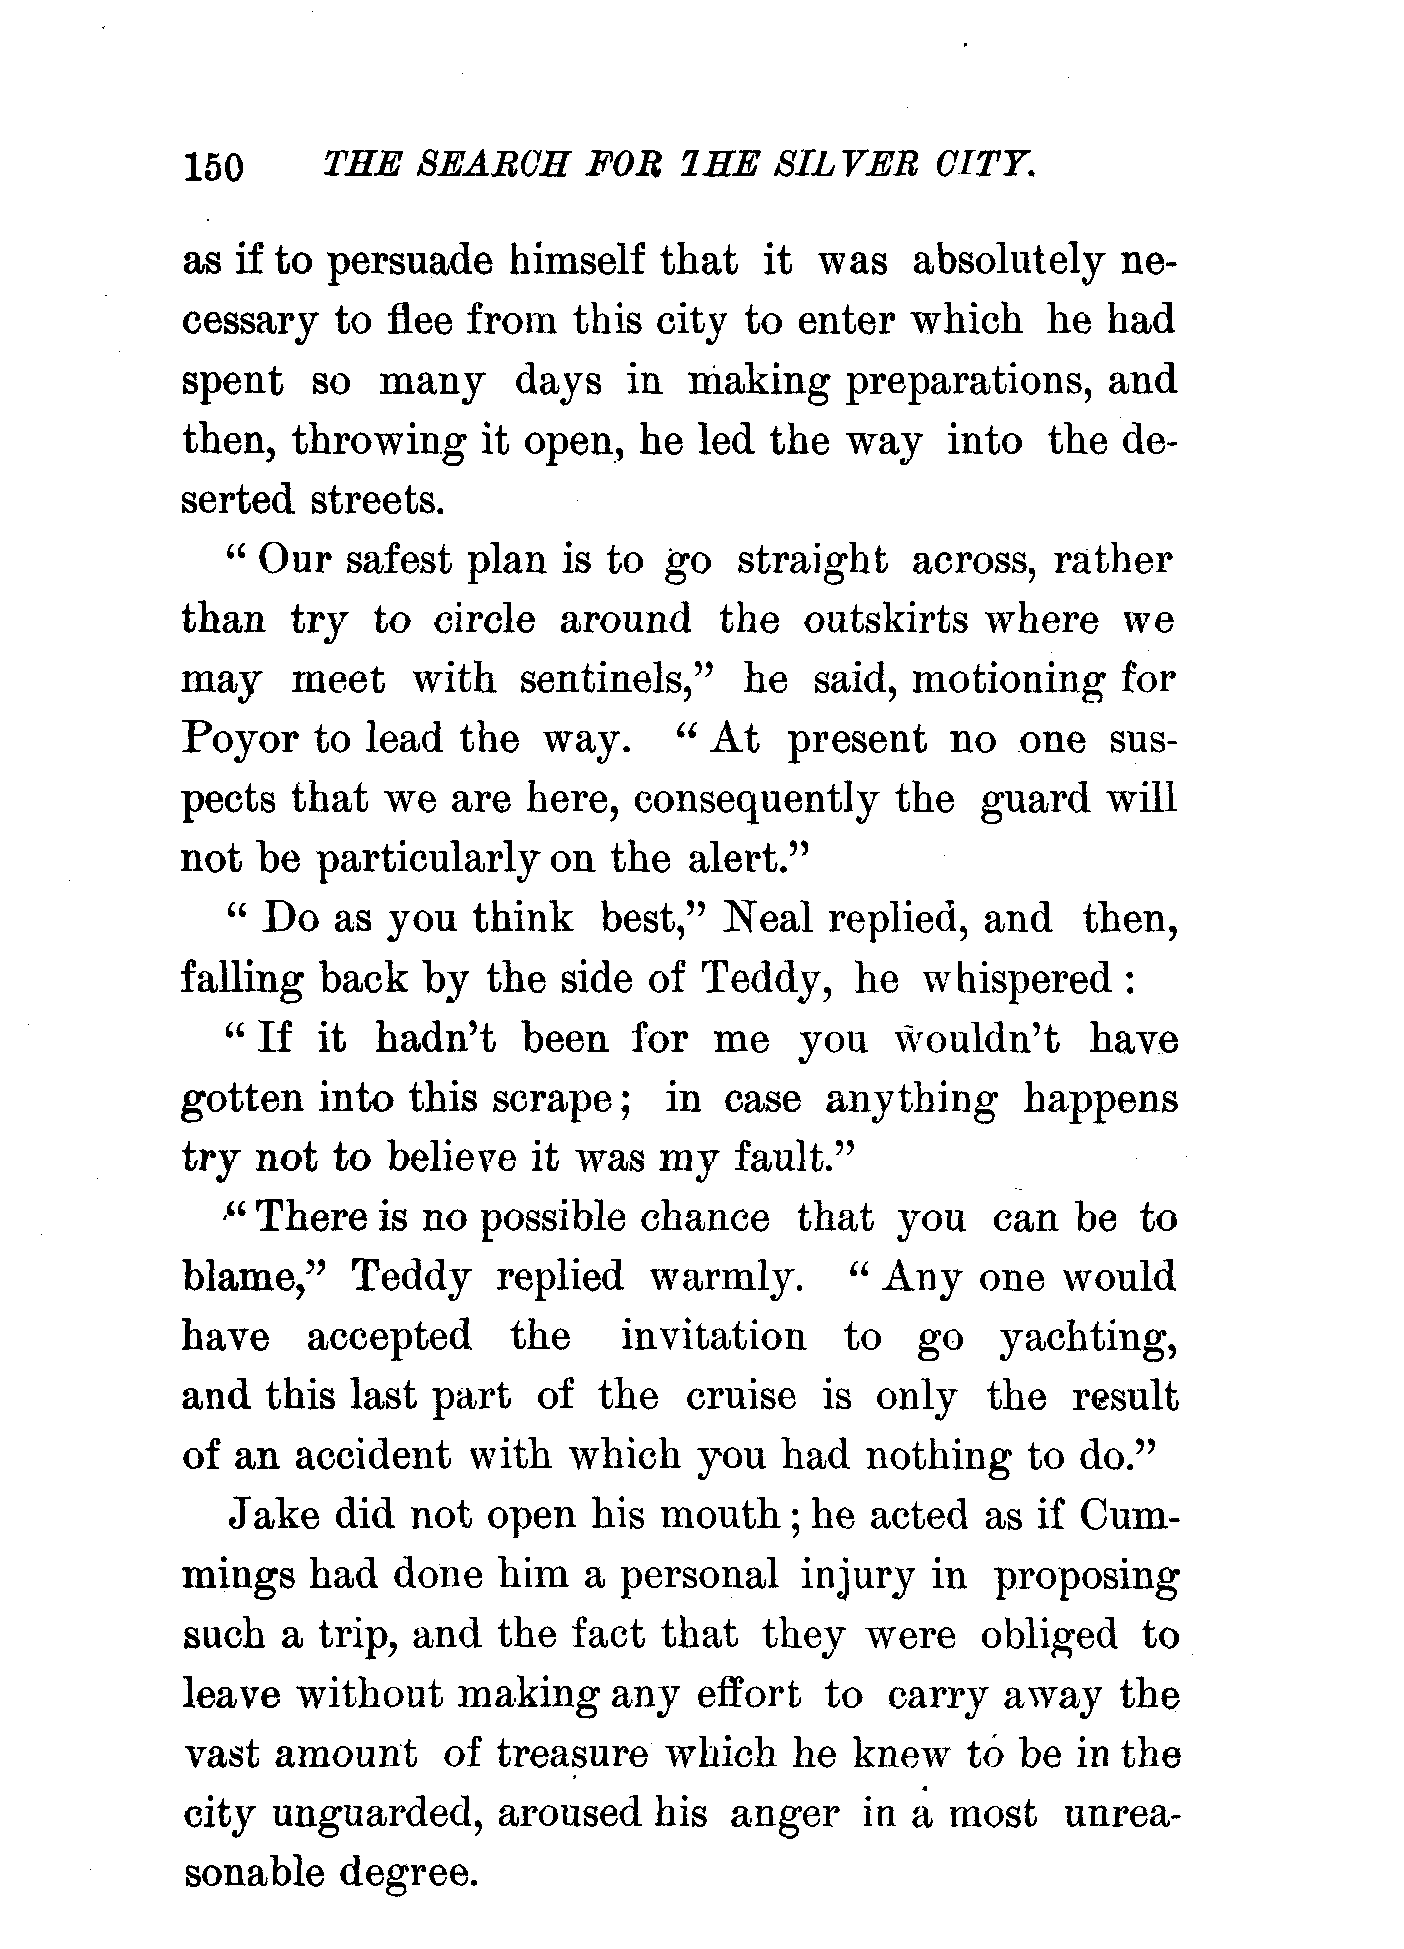 150 THE SEARCH FOR THE SILVER CITY.
as if to persuade himself that it was absolutely ne-
cessary to flee from this city to enter which he had
spent so many days in making preparations, and
then, throwing it open, he led the way into the de-
serted streets.
“ Our safest plan is to go straight across, rather
than try to circle around the outskirts where we
may meet with sentinels,” he said, motioning for
Poyor to lead the way. “ At present no one sus-
pects that we are here, consequently the guard will
not be particularly on the alert.”
“ Do as you think best,” Neal replied, and then,
falling back by the side of Teddy, he whispered :
“ If it hadn’t been for me you wouldn’t have
gotten into this scrape; in case anything happens
try not to believe it was my fault.”
“ There is no possible chance that you can be to
blame,” Teddy replied warmly. “ Any one would
have accepted the invitation to go yachting,
and this last part of the cruise is only the result
of an accident with which you had nothing to do.”
Jake did not open his mouth ; he acted as if Cum-
mings had done him a personal injury in proposing
such a trip, and the fact that they were obliged to
leave without making any effort to carry away the
vast amount of treasure which he knew to be in the
city unguarded, aroused his anger in a most unrea-
sonable degree.